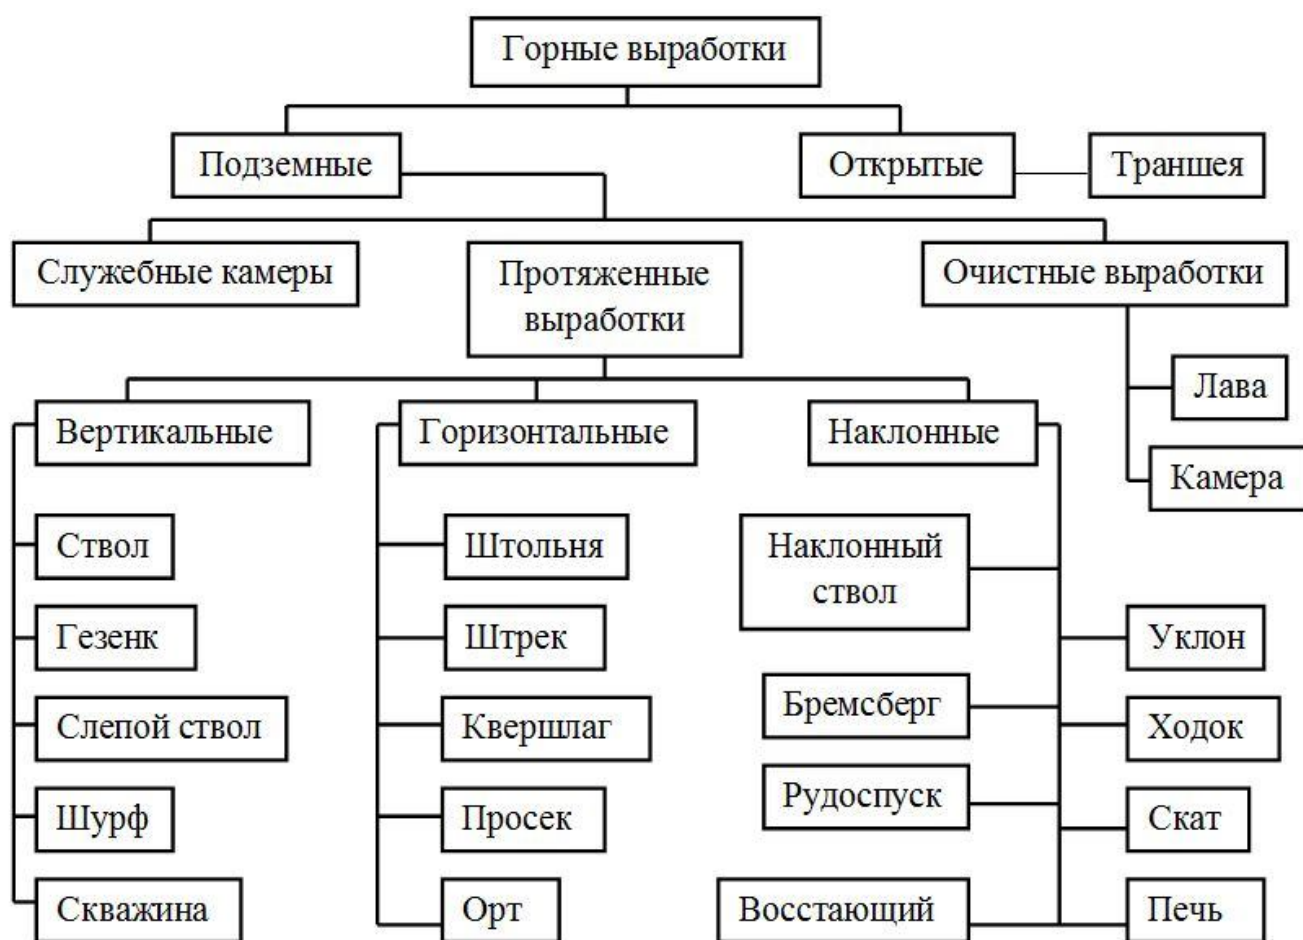 Горные выработки
Подземные
Открытые
Траншея
Служебные камеры
Протяженные
выработки
Очистные выработки
Лава
Камера
Вертикальные
Горизонтальные
Наклонные
Ствол
Гезенк
Слепой ствол
Шурф
Скважина
Штольня
Штрек
Квершлаг
Просек
Орт
Наклонный
ствол
Бремсберг
Рудоспуск
Восстающий
Уклон
Ходок
Скат
Печь